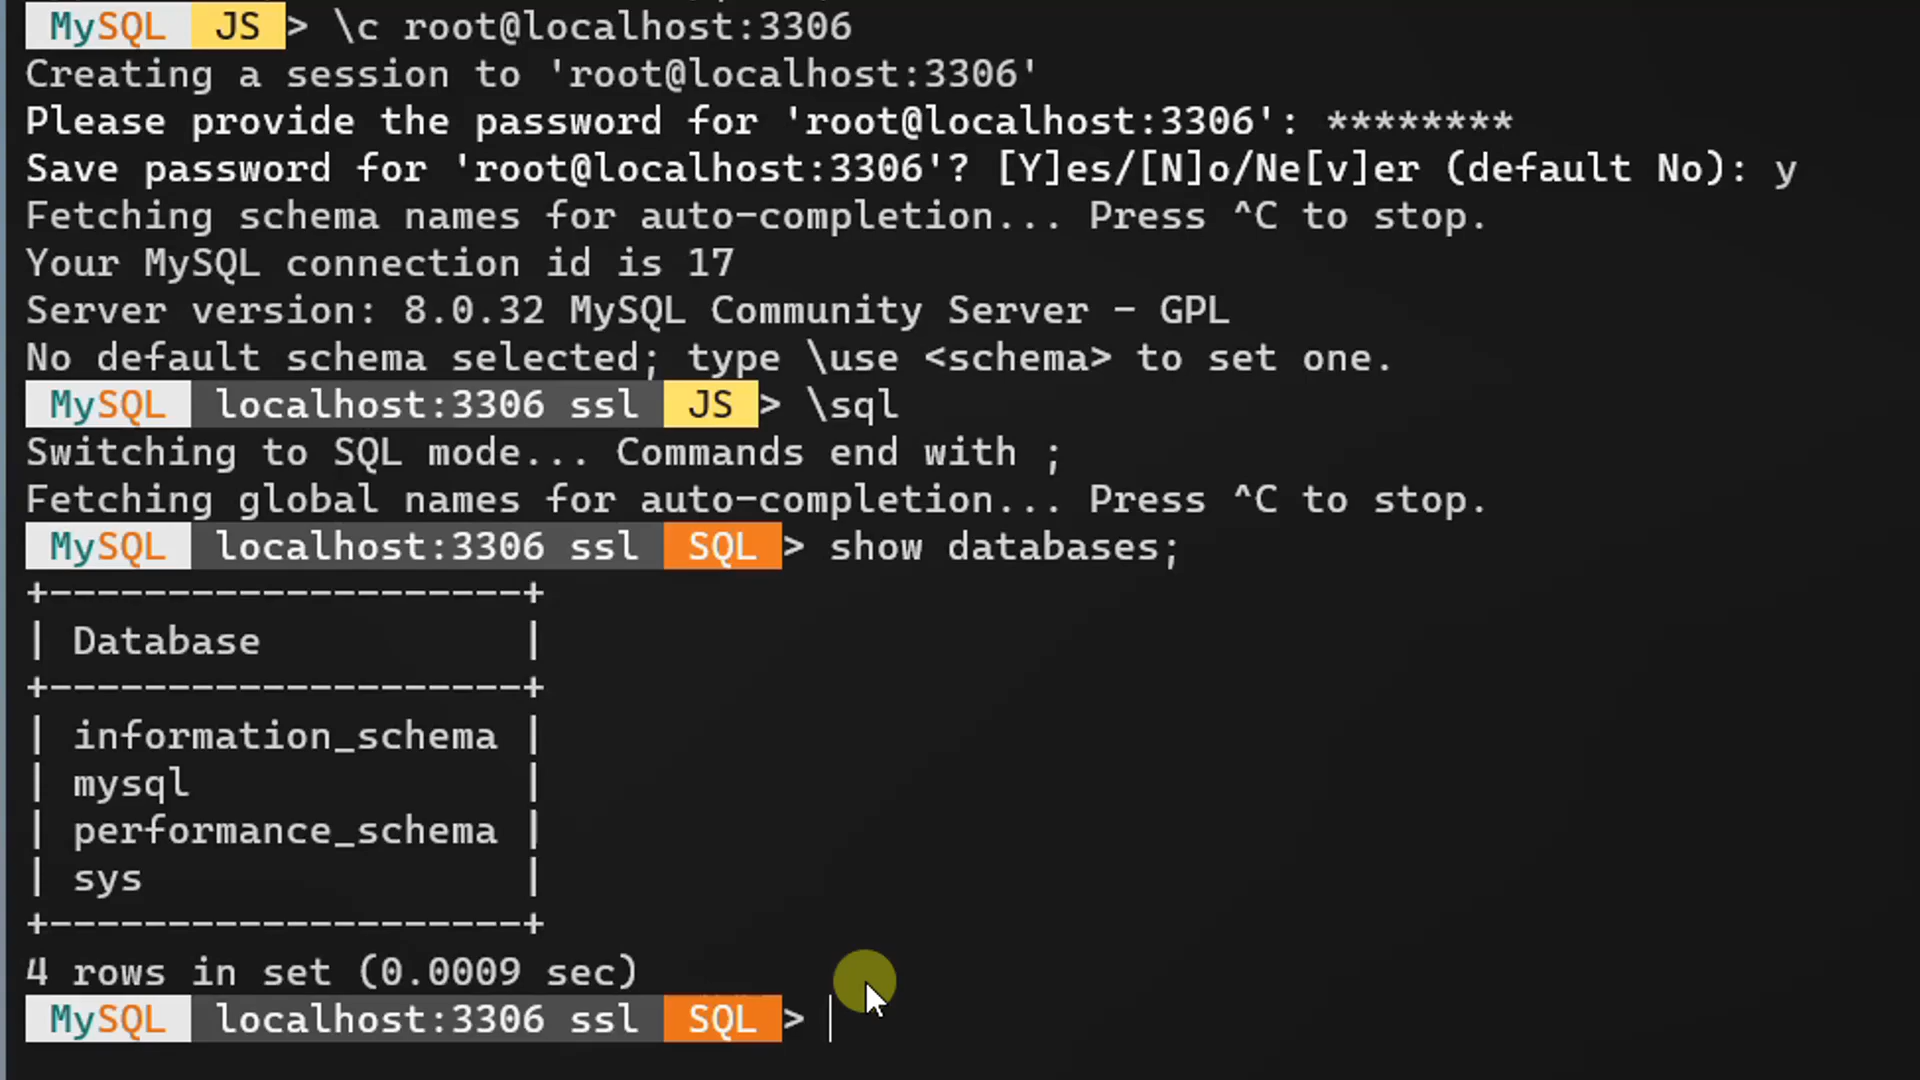 MySQL JS > \c root@localhost:3306
Creating a session to 'root@localhost:3306'
Please provide the password for 'root@localhost:3306': ********
Save password for 'root@localhost:3306'? [Y]es/[N]o/Ne[v]er (default No): y
Fetching schema names for auto-completion... Press ^C to stop.
Your MySQL connection id is 17
Server version: 8.0.32 MySQL Community Server - GPL
No default schema selected; type \use <schema> to set one.
MySQL localhost:3306 ssl JS > \sql
Switching to SQL mode... Commands end with ;
Fetching global names for auto-completion... Press ^C to stop.
MySQL localhost:3306 ssl SQL > show databases;
+--------------------+
| Database           |
+--------------------+
| information_schema |
| mysql              |
| performance_schema |
| sys                |
+--------------------+
4 rows in set (0.0009 sec)
MySQL localhost:3306 ssl SQL >